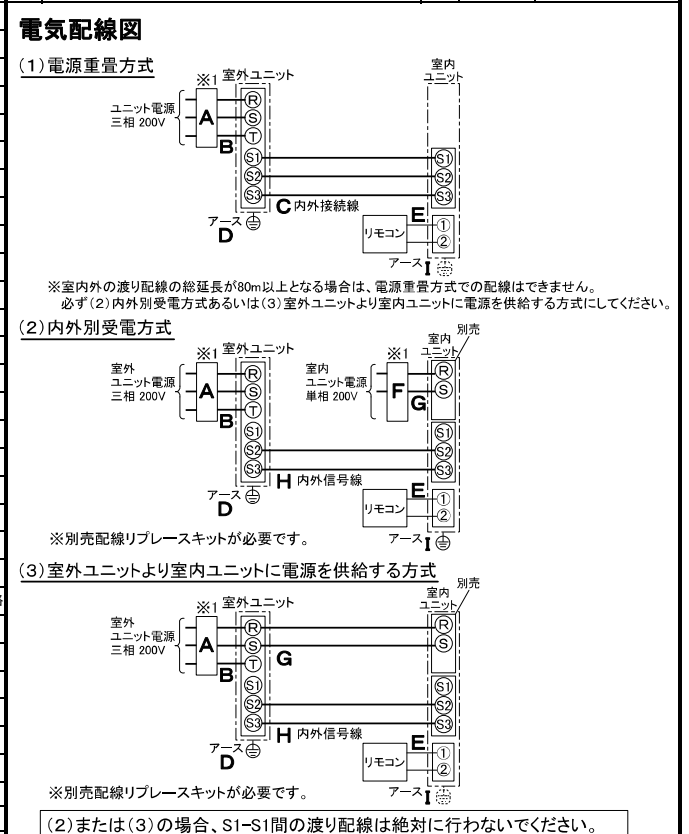 電気配線図
(1)電源重畳方式
※1 室外ユニット
室内
ユニット
ユニット電源
三相 200V
A
B
R
S
T
S1
S2
S3
S1
S2
S3
C 内外接続線
アース
D
リモコン
E
①
②
アース I
※室内外の渡り配線の総延長が80m以上となる場合は、電源重畳方式での配線はできません。
必ず(2)内外別受電方式あるいは(3)室外ユニットより室内ユニットに電源を供給する方式にしてください。
(2)内外別受電方式
※1 室外ユニット
※1
室内
ユニット
別売
室外
ユニット電源
三相 200V
A
B
R
S
T
S1
S2
S3
室内
ユニット電源
単相 200V
F
G
R
S
S1
S2
S3
H 内外信号線
アース
D
リモコン
E
①
②
アース I
※別売配線リプレースキットが必要です。
(3)室外ユニットより室内ユニットに電源を供給する方式
※1 室外ユニット
室内
ユニット
別売
室外
ユニット電源
三相 200V
A
B
R
S
T
S1
S2
S3
G
R
S
S1
S2
S3
H 内外信号線
アース
D
リモコン
E
①
②
アース I
※別売配線リプレースキットが必要です。
(2)または(3)の場合、S1-S1間の渡り配線は絶対に行わないでください。